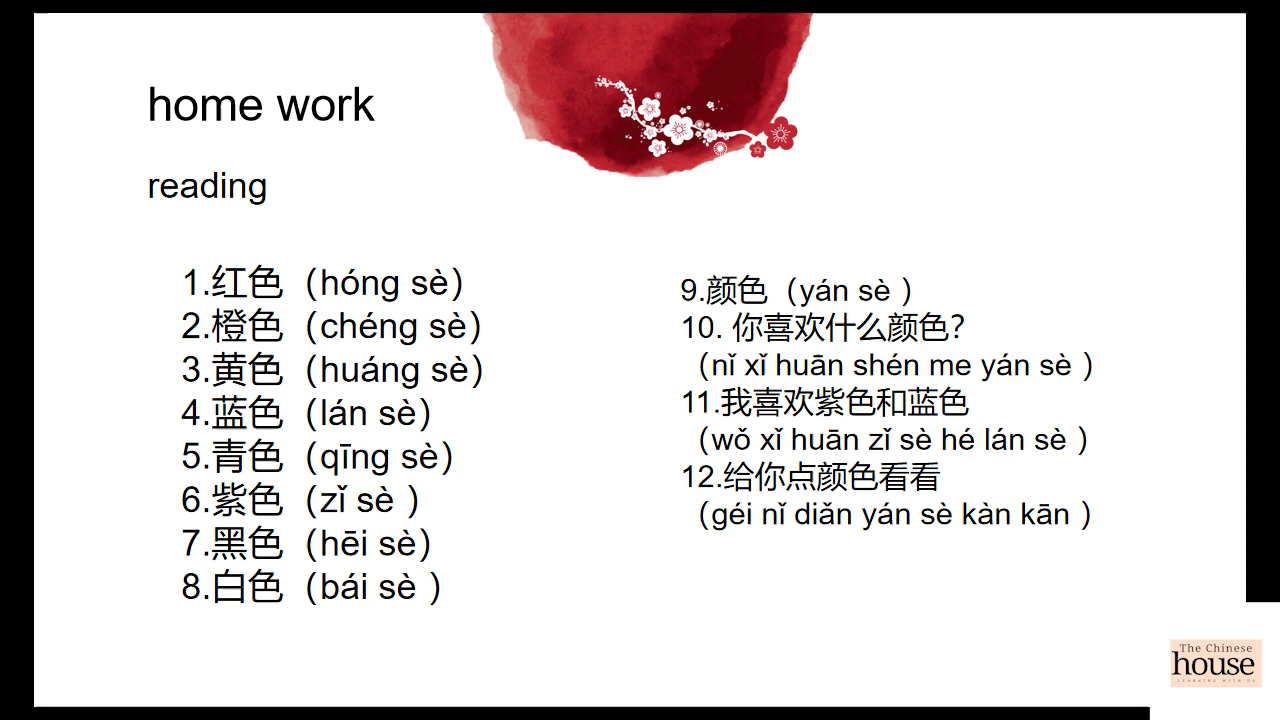 home work
reading
1.红色（hóng sè）
2.橙色（chéng sè）
3.黄色（huáng sè）
4.蓝色（lán sè）
5.青色（qīng sè）
6.紫色（zǐ sè ）
7.黑色（hēi sè）
8.白色（bái sè ）
9.颜色（yán sè ）
10. 你喜欢什么颜色？
（nǐ xǐ huān shén me yán sè ）
11.我喜欢紫色和蓝色
（wǒ xǐ huān zǐ sè hé lán sè ）
12.给你点颜色看看
（géi nǐ diǎn yán sè kàn kān ）
The Chinese
house
LEARNING WITH US